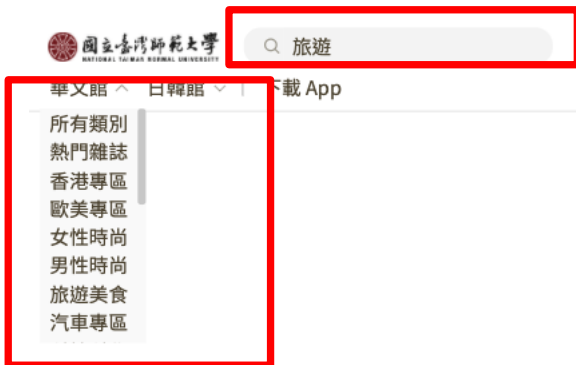 國立臺灣師範大學
NATIONAL TAIWAN NORMAL UNIVERSITY
旅遊
華文館 日韓館 | 下載 App
所有類別
熱門雜誌
香港專區
歐美專區
女性時尚
男性時尚
旅遊美食
汽車專區